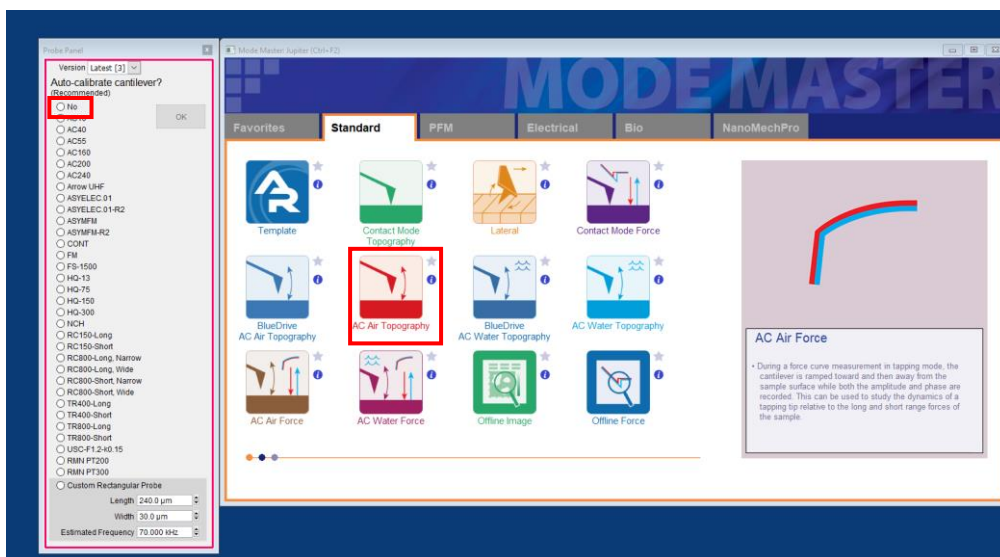 Probe Panel
Version Latest [3]
Auto-calibrate cantilever?
(Recommended)
No
OK
AC40
AC55
AC160
AC200
AC240
Arrow UHF
ASYELEC.01
ASYELEC.01-R2
ASYMFM
ASYMFM-R2
CONT
FM
FS-1500
HQ-13
HQ-75
HQ-150
HQ-300
NCH
RC150-Long
RC150-Short
RC800-Long, Narrow
RC800-Long, Wide
RC800-Short, Narrow
RC800-Short, Wide
TR400-Long
TR400-Short
TR800-Long
TR800-Short
USC-F1.2-k0.15
RMN PT200
RMN PT300
Custom Rectangular Probe
Length 240.0 µm
Width 30.0 µm
Estimated Frequency 70.000 kHz
Mode Master: Jupiter (Ctrl+F2)
MODE MASTER
Favorites Standard PFM Electrical Bio NanoMechPro
AR
Template
Contact Mode
Topography
Lateral
Contact Mode Force
BlueDrive
AC Air Topography
AC Air Topography
BlueDrive
AC Water Topography
AC Water Topography
AC Air Force
AC Water Force
Offline Image
Offline Force
AC Air Force
• During a force curve measurement in tapping mode, the
cantilever is ramped toward and then away from the
sample surface while both the amplitude and phase are
recorded. This can be used to study the dynamics of a
tapping tip relative to the long and short range forces of
the sample.